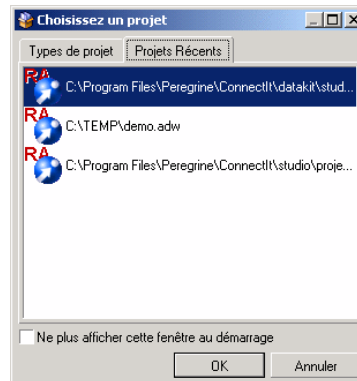 Choisissez un projet
Types de projet Projets Récents
RA C:\Program Files\Peregrine\ConnectIt\datakit\stud...
RA C:\TEMP\demo.adw
RA C:\Program Files\Peregrine\ConnectIt\studio\proje...
Ne plus afficher cette fenêtre au démarrage
OK Annuler